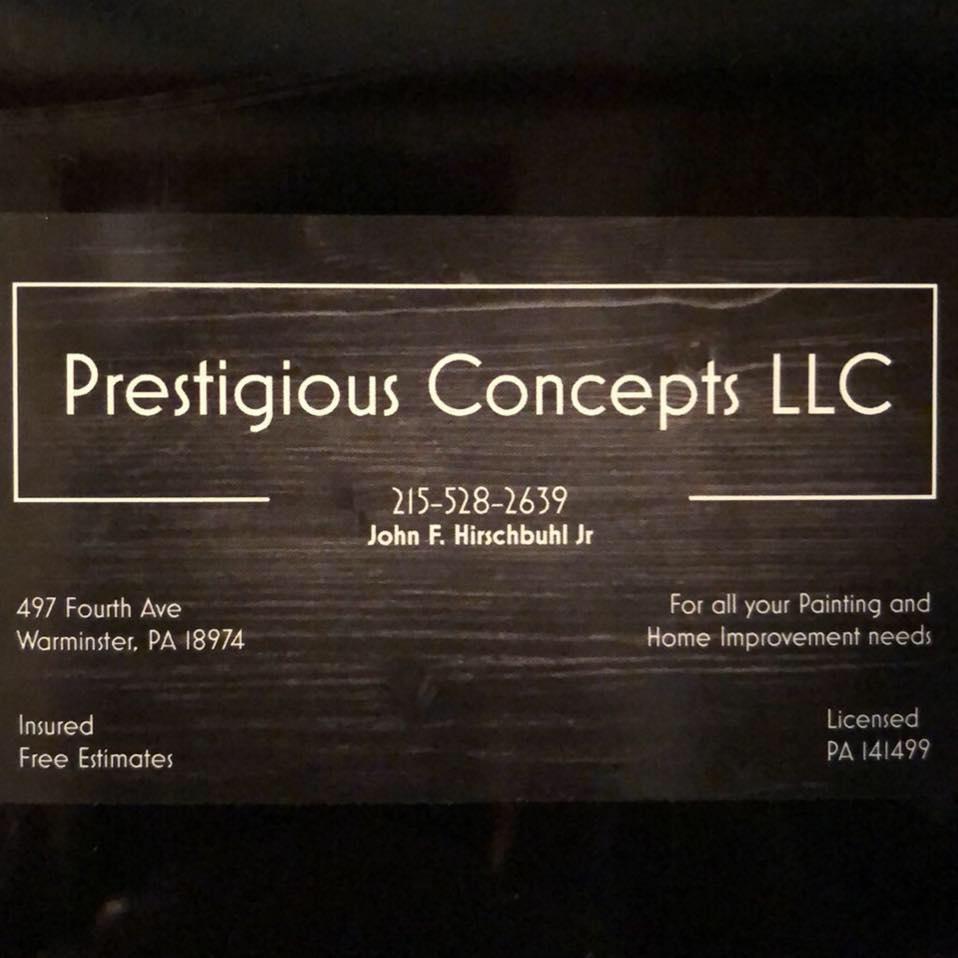 Prestigious Concepts LLC
215-528-2639
John F. Hirschbuhl Jr
497 Fourth Ave
Warminster, PA 18974
For all your Painting and
Home Improvement needs
Insured
Free Estimates
Licensed
PA 141499